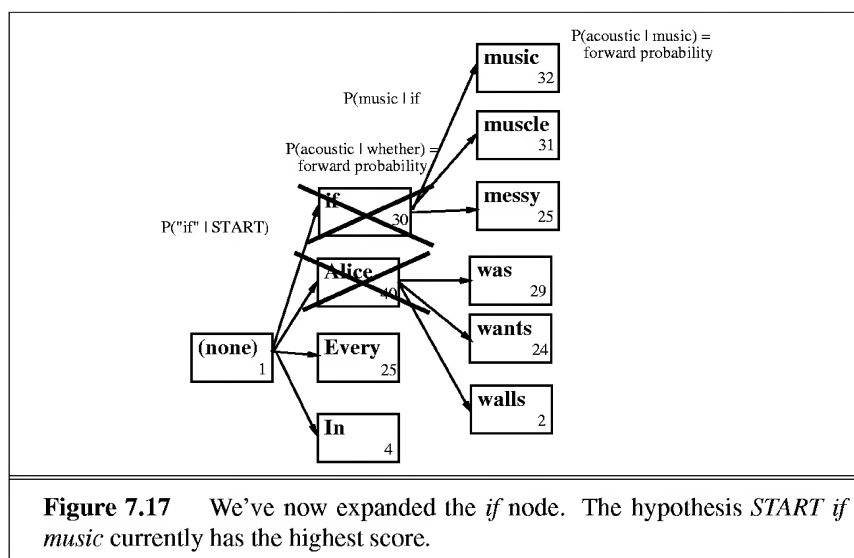 P(acoustic | music) =
forward probability
music
32
P(music | if
muscle
31
P(acoustic | whether) =
forward probability
messy
25
if
30
P("if" | START)
was
29
Alice
40
wants
24
(none)
1
Every
25
walls
2
In
4
Figure 7.17 We've now expanded the if node. The hypothesis START if
music currently has the highest score.